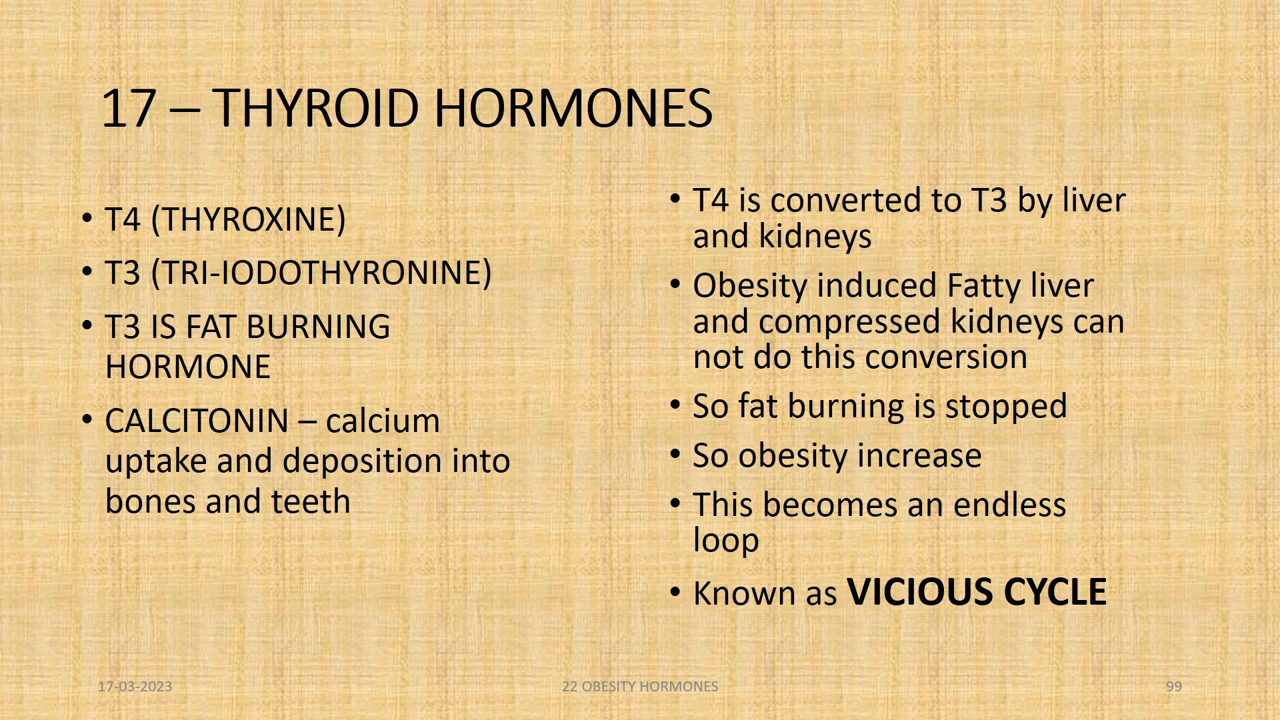 17 – THYROID HORMONES
• T4 (THYROXINE)
• T3 (TRI-IODOTHYRONINE)
• T3 IS FAT BURNING
HORMONE
• CALCITONIN – calcium
uptake and deposition into
bones and teeth
• T4 is converted to T3 by liver
and kidneys
• Obesity induced Fatty liver
and compressed kidneys can
not do this conversion
• So fat burning is stopped
• So obesity increase
• This becomes an endless
loop
• Known as VICIOUS CYCLE
17-03-2023
22 OBESITY HORMONES
99